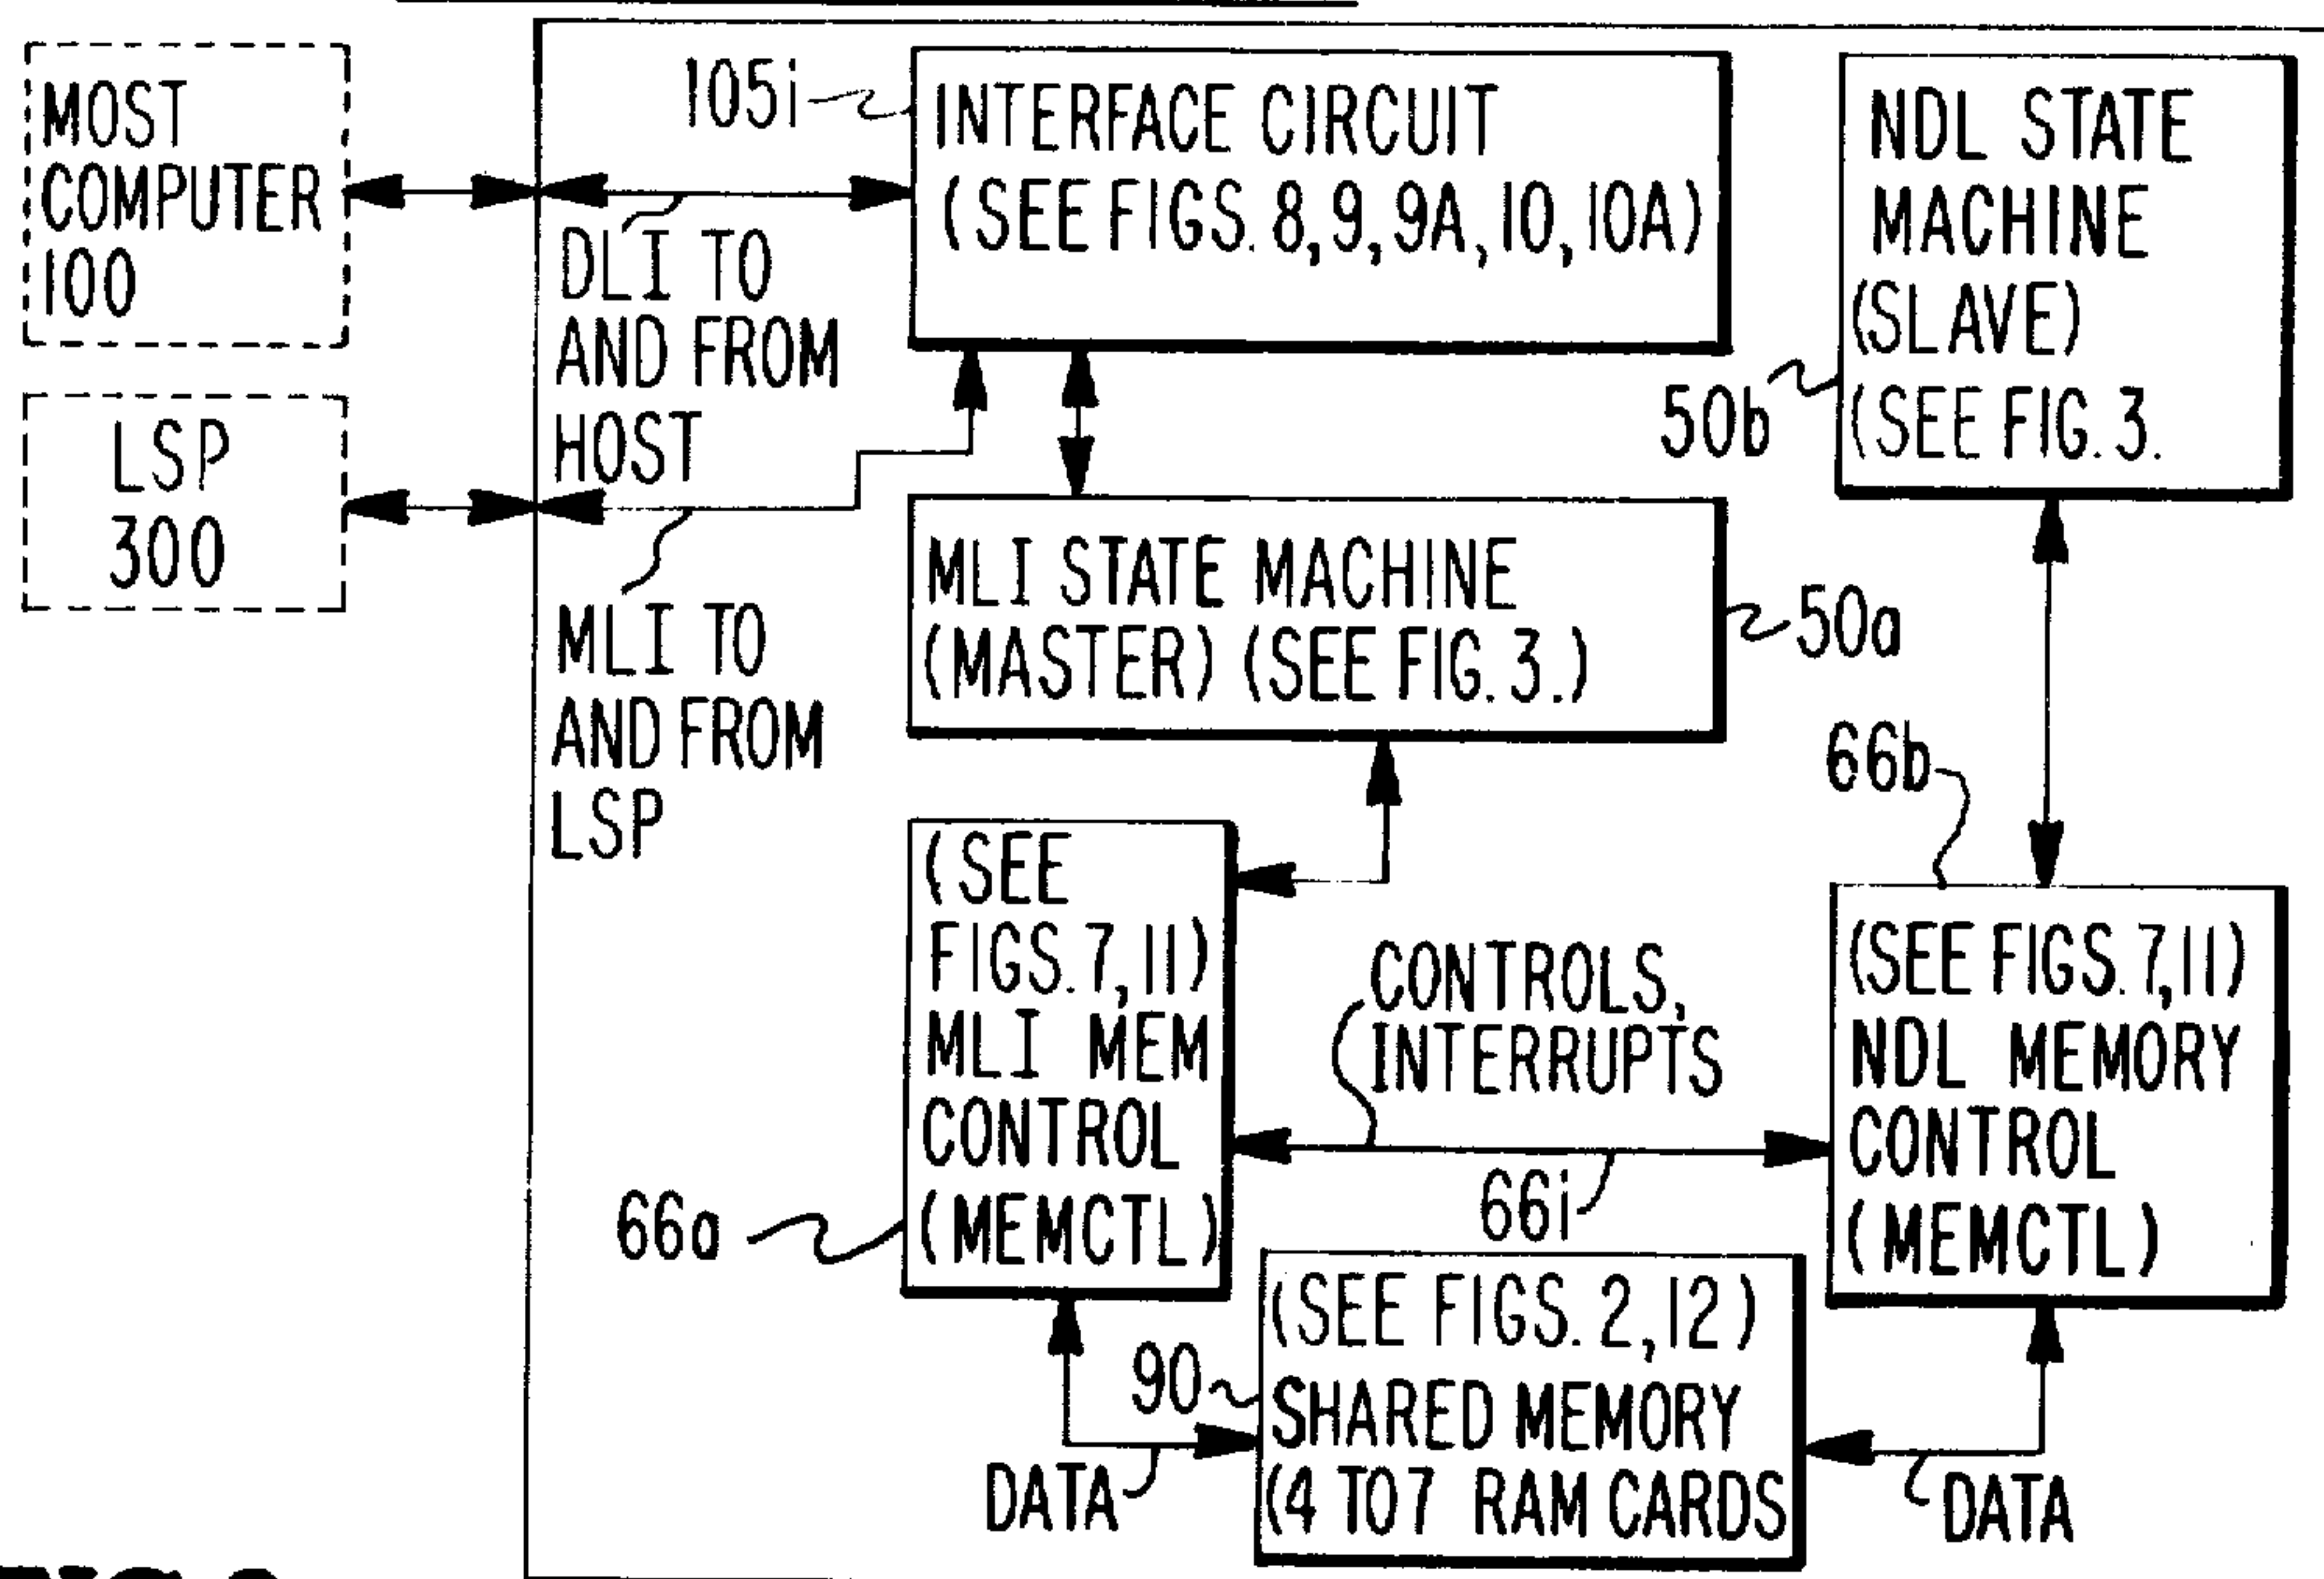 MOST
COMPUTER
100
LSP
300
105i
DLI TO
AND FROM
HOST
MLI TO
AND FROM
LSP
INTERFACE CIRCUIT
(SEE FIGS. 8, 9, 9A, 10, 10A)
NDL STATE
MACHINE
(SLAVE)
(SEE FIG. 3.
50b
MLI STATE MACHINE
(MASTER) (SEE FIG. 3.)
50a
66b
(SEE
FIGS. 7, 11)
MLI MEM
CONTROL
(MEMCTL)
66a
CONTROLS,
INTERRUPTS
66i
(SEE FIGS. 7, 11)
NDL MEMORY
CONTROL
(MEMCTL)
(SEE FIGS. 2, 12)
SHARED MEMORY
(4 TO 7 RAM CARDS
90
DATA
DATA